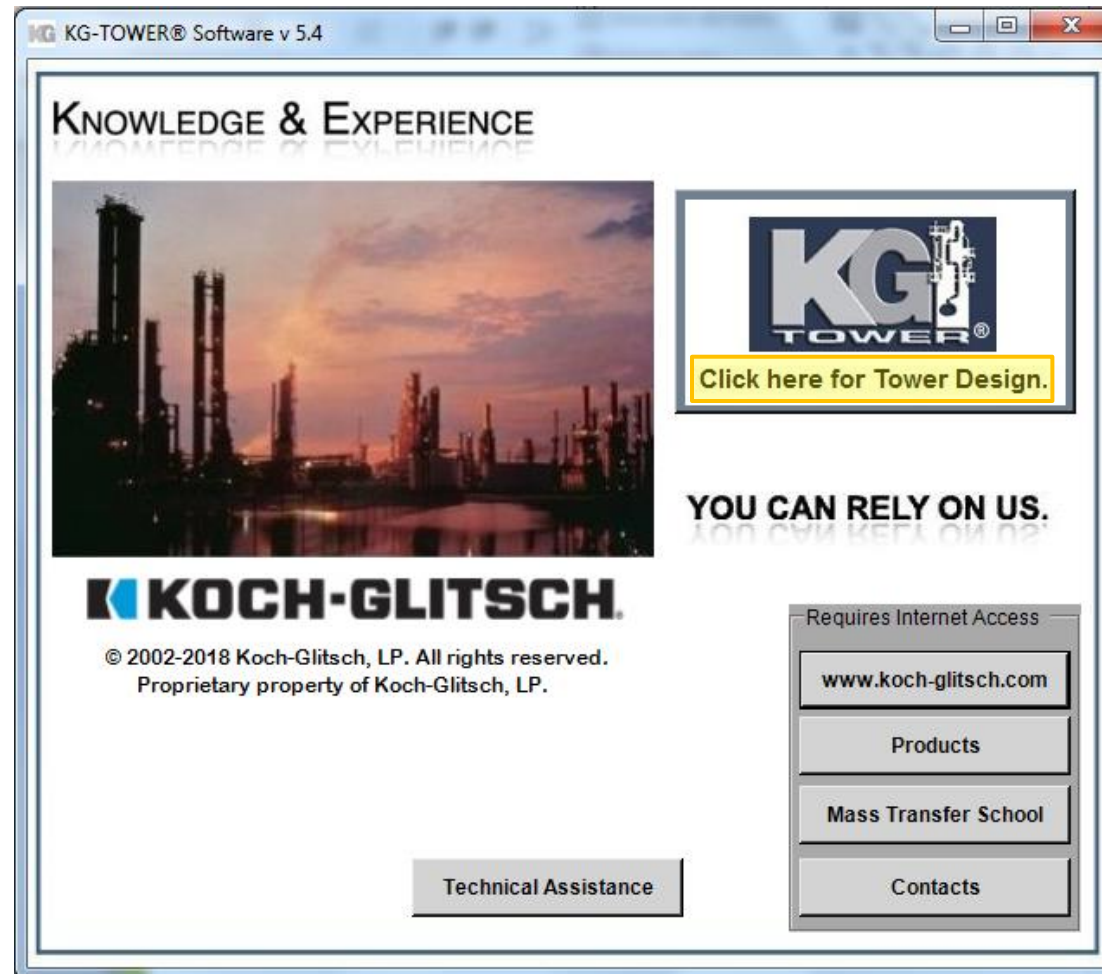 KG KG-TOWER® Software v 5.4
KNOWLEDGE & EXPERIENCE
KG
TOWER®
Click here for Tower Design.
YOU CAN RELY ON US.
KOCH-GLITSCH.
© 2002-2018 Koch-Glitsch, LP. All rights reserved.
Proprietary property of Koch-Glitsch, LP.
Requires Internet Access
www.koch-glitsch.com
Products
Mass Transfer School
Contacts
Technical Assistance